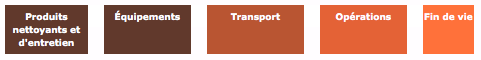 Produits
nettoyants et
d'entretien
Équipements
Transport
Opérations
Fin de vie